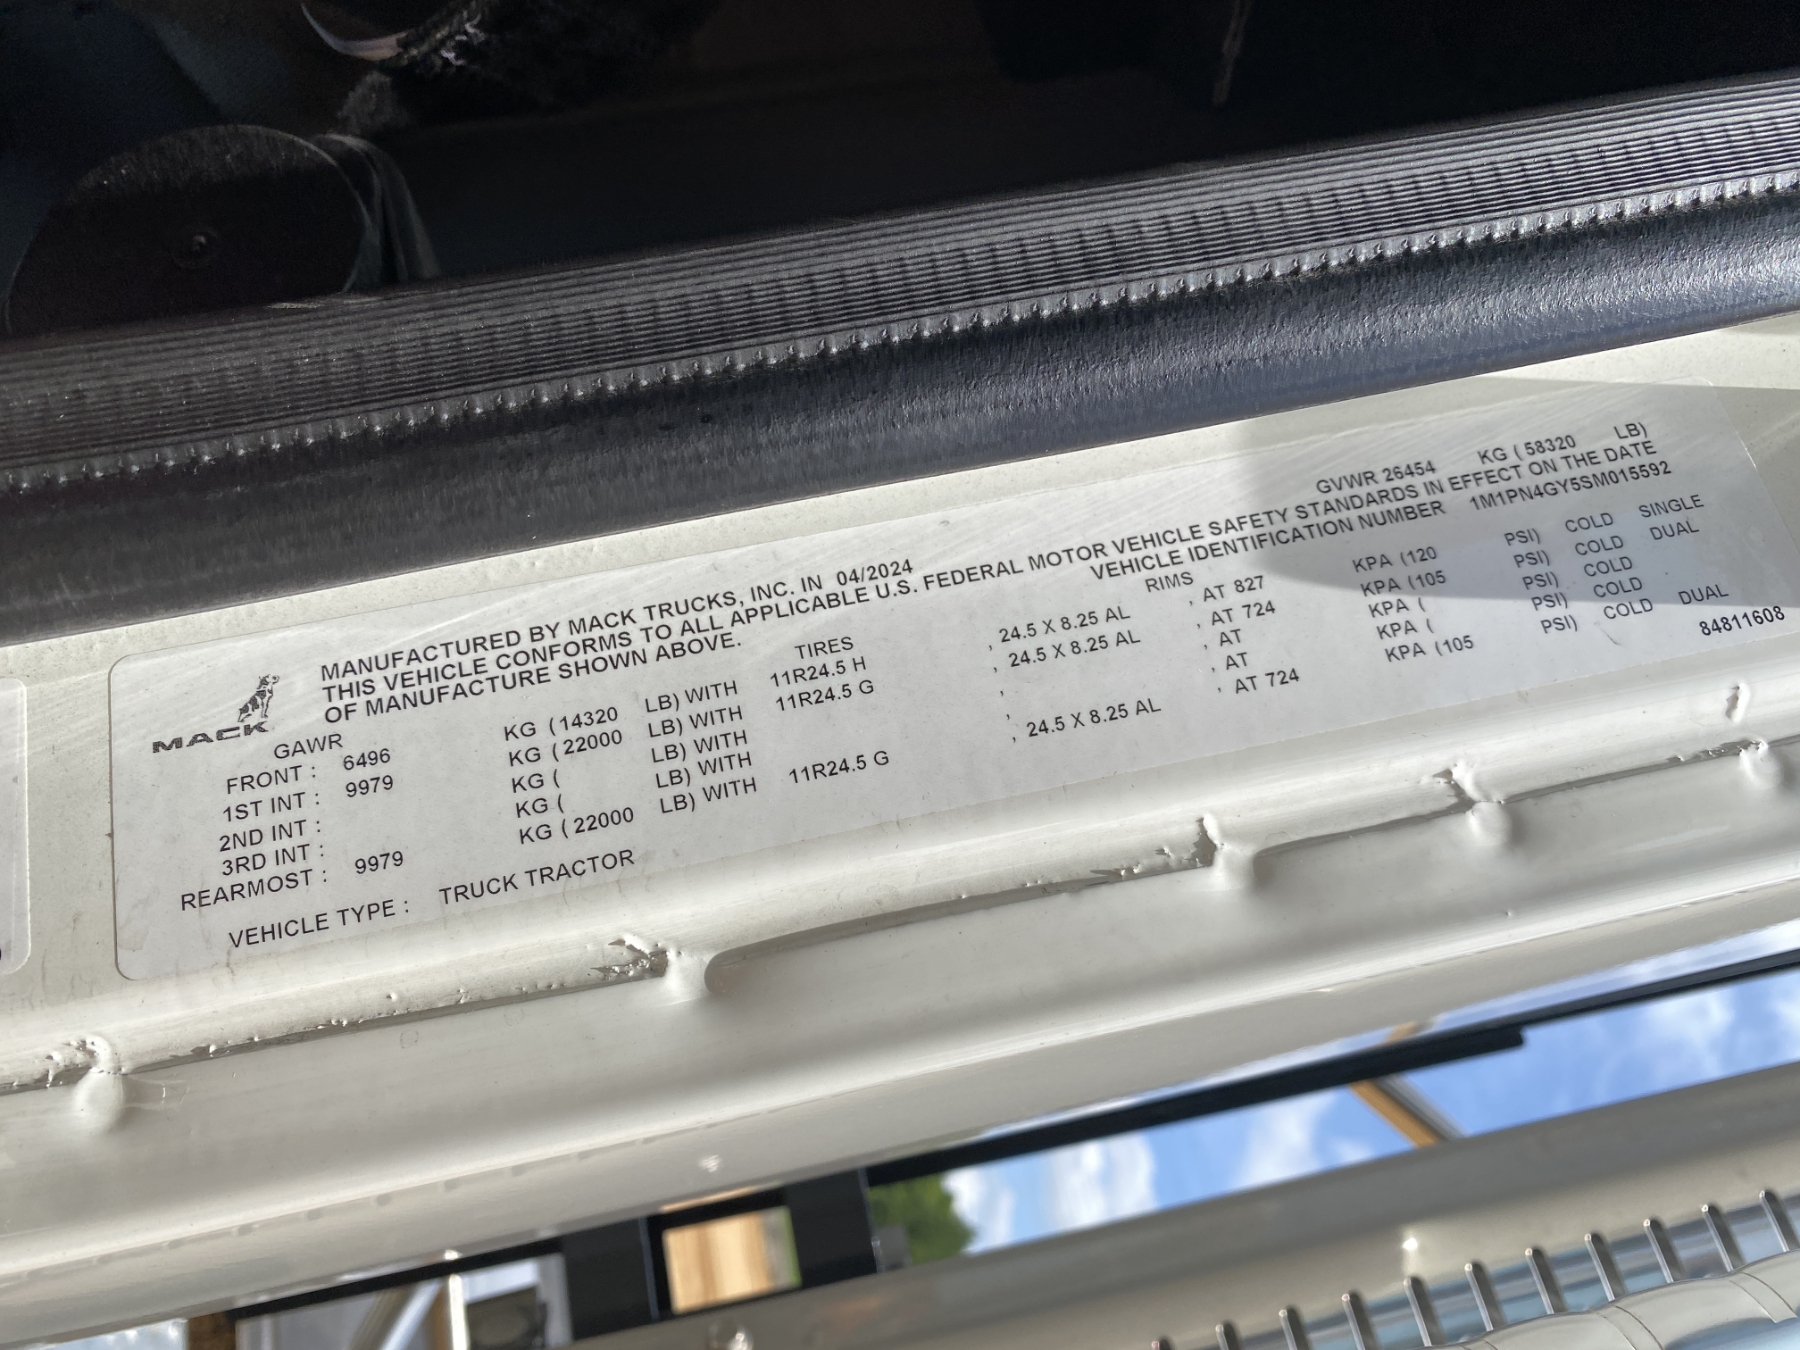 MACK
MANUFACTURED BY MACK TRUCKS, INC. IN 04/2024 GVWR 26454 KG (58320 LB)
THIS VEHICLE CONFORMS TO ALL APPLICABLE U.S. FEDERAL MOTOR VEHICLE SAFETY STANDARDS IN EFFECT ON THE DATE
OF MANUFACTURE SHOWN ABOVE. VEHICLE IDENTIFICATION NUMBER 1M1PN4GY5SM015592
GAWR TIRES RIMS
FRONT : 6496 KG (14320 LB) WITH 11R24.5 H , 24.5 X 8.25 AL , AT 827 KPA (120 PSI) COLD SINGLE
1ST INT : 9979 KG (22000 LB) WITH 11R24.5 G , 24.5 X 8.25 AL , AT 724 KPA (105 PSI) COLD DUAL
2ND INT : KG ( LB) WITH , , AT KPA ( PSI) COLD
3RD INT : KG ( LB) WITH , , AT KPA ( PSI) COLD
REARMOST : 9979 KG (22000 LB) WITH 11R24.5 G , 24.5 X 8.25 AL , AT 724 KPA (105 PSI) COLD DUAL
VEHICLE TYPE : TRUCK TRACTOR 84811608